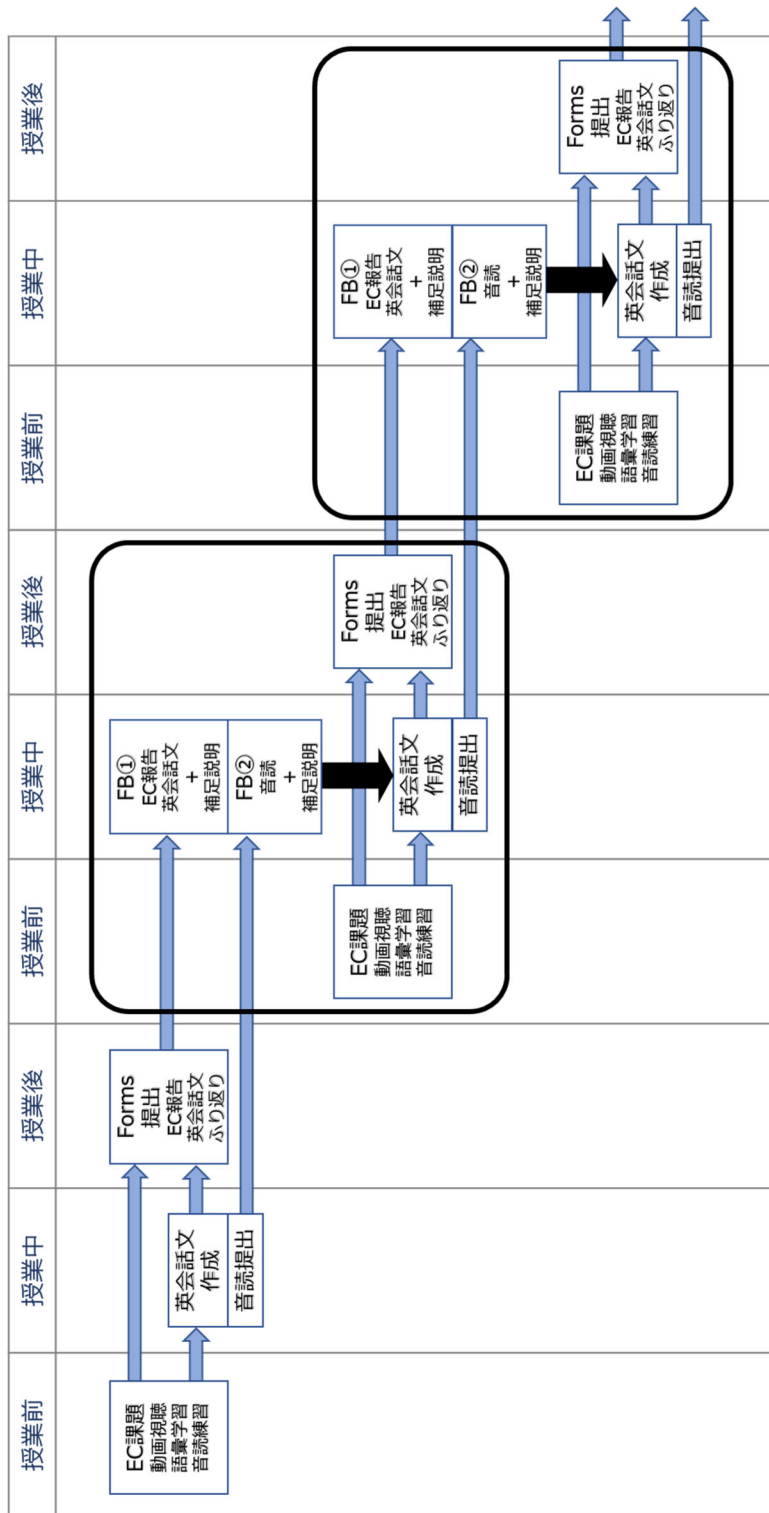 授業前
授業中
授業後
授業前
授業中
授業後
授業前
授業中
授業後
EC課題
動画視聴
語彙学習
音読練習
英会話文
作成
音読提出
Forms
提出
EC報告
英会話文
ふり返り
FB①
EC報告
英会話文
+
補足説明
FB②
音読
+
補足説明
EC課題
動画視聴
語彙学習
音読練習
英会話文
作成
音読提出
Forms
提出
EC報告
英会話文
ふり返り
FB①
EC報告
英会話文
+
補足説明
FB②
音読
+
補足説明
EC課題
動画視聴
語彙学習
音読練習
英会話文
作成
音読提出
Forms
提出
EC報告
英会話文
ふり返り